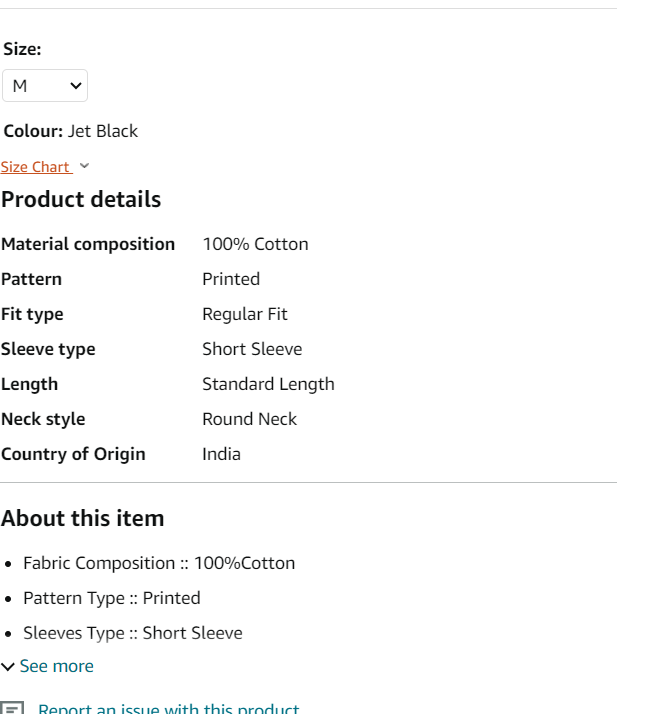 Size:
M
Colour: Jet Black
Size Chart
Product details
Material composition 100% Cotton
Pattern Printed
Fit type Regular Fit
Sleeve type Short Sleeve
Length Standard Length
Neck style Round Neck
Country of Origin India
About this item
Fabric Composition :: 100%Cotton
Pattern Type :: Printed
Sleeves Type :: Short Sleeve
See more
Report an issue with this product